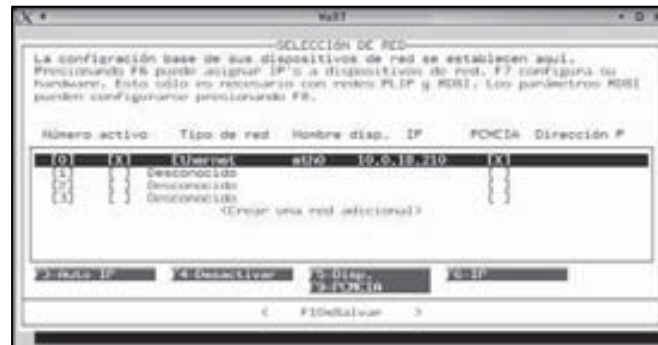 YaST
SELECCIÓN DE RED
La configración base de sus dispositivos de red se establecen aquí.
Presionando F6 puede asignar IP's a dispositivos de red. F7 configura su
hardware. Esto sólo es necesario con redes PLIP y RDSI. Los parámetros RDSI
pueden configurarse presionando F8.
Número activo Tipo de red Nombre disp. IP PCMCIA Dirección P
[0] [X] Ethernet eth0 10.0.10.210 [X]
[1] [ ] Desconocido [ ]
[2] [ ] Desconocido [ ]
[3] [ ] Desconocido [ ]
<Crear una red adicional>
F3-Auto IP F4-Desactivar F5-Disp. F6-IP
F9-PCMCIA
< F10=Salvar >